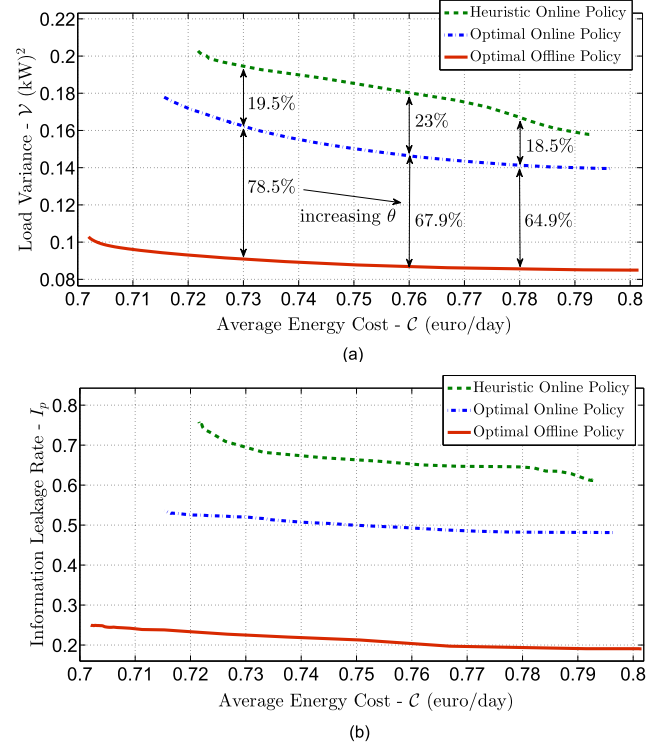 0.22
0.2
0.18
0.16
0.14
0.12
0.1
0.08
Load Variance - 𝒱 (kW)²
Heuristic Online Policy
Optimal Online Policy
Optimal Offline Policy
19.5%
23%
18.5%
78.5%
increasing θ
67.9%
64.9%
0.7 0.71 0.72 0.73 0.74 0.75 0.76 0.77 0.78 0.79 0.8
Average Energy Cost - 𝒞 (euro/day)
(a)
0.8
0.7
0.6
0.5
0.4
0.3
0.2
Information Leakage Rate - Iₚ
Heuristic Online Policy
Optimal Online Policy
Optimal Offline Policy
0.7 0.71 0.72 0.73 0.74 0.75 0.76 0.77 0.78 0.79 0.8
Average Energy Cost - 𝒞 (euro/day)
(b)